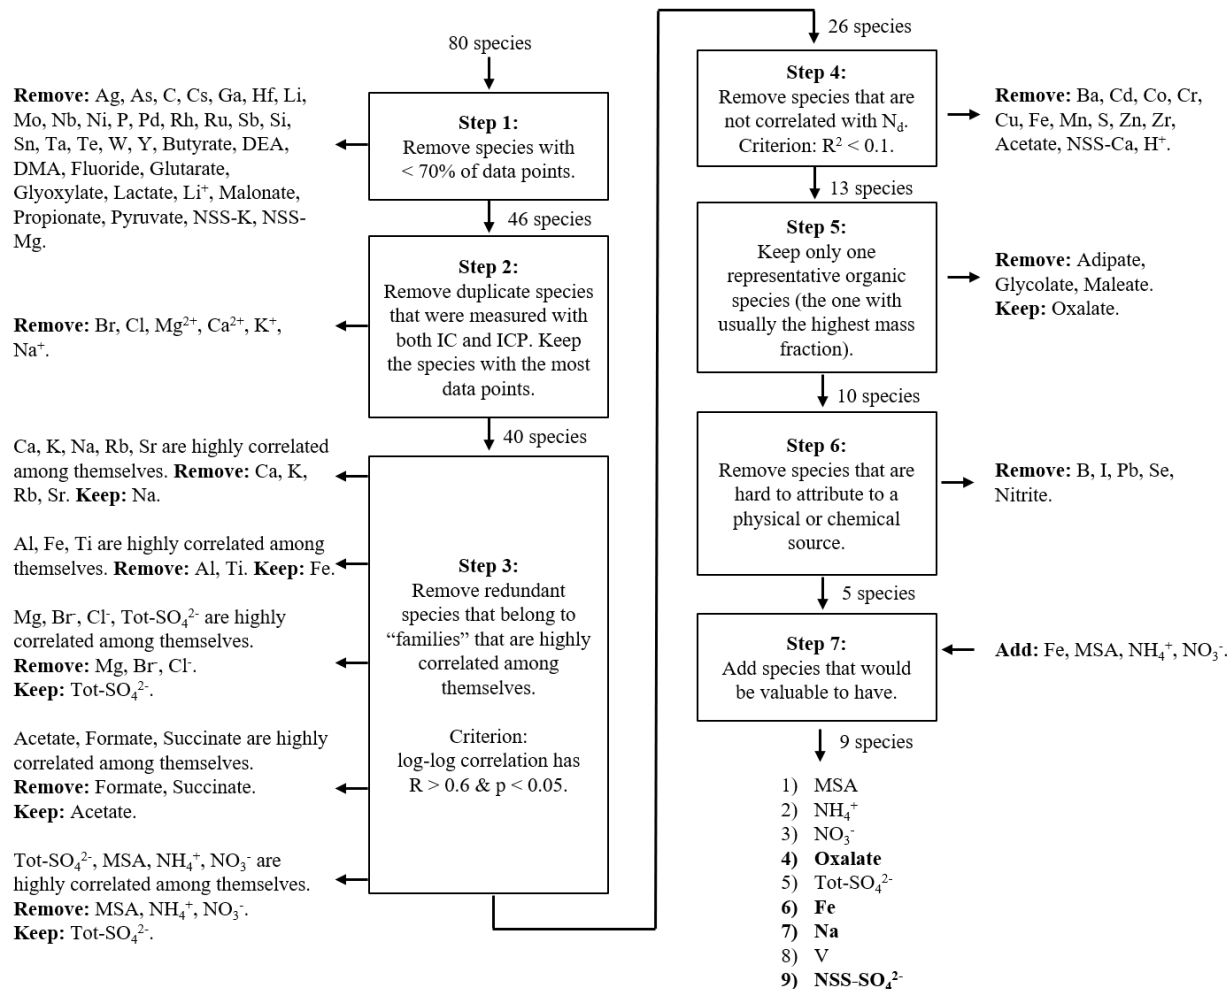 80 species
Remove: Ag, As, C, Cs, Ga, Hf, Li,
Mo, Nb, Ni, P, Pd, Rh, Ru, Sb, Si,
Sn, Ta, Te, W, Y, Butyrate, DEA,
DMA, Fluoride, Glutarate,
Glyoxylate, Lactate, Li⁺, Malonate,
Propionate, Pyruvate, NSS-K, NSS-
Mg.
Step 1:
Remove species with
< 70% of data points.
46 species
Remove: Br, Cl, Mg²⁺, Ca²⁺, K⁺,
Na⁺.
Step 2:
Remove duplicate species
that were measured with
both IC and ICP. Keep
the species with the most
data points.
40 species
Ca, K, Na, Rb, Sr are highly correlated
among themselves. Remove: Ca, K,
Rb, Sr. Keep: Na.
Al, Fe, Ti are highly correlated among
themselves. Remove: Al, Ti. Keep: Fe.
Mg, Br⁻, Cl⁻, Tot-SO₄²⁻ are highly
correlated among themselves.
Remove: Mg, Br⁻, Cl⁻.
Keep: Tot-SO₄²⁻.
Acetate, Formate, Succinate are highly
correlated among themselves.
Remove: Formate, Succinate.
Keep: Acetate.
Tot-SO₄²⁻, MSA, NH₄⁺, NO₃⁻ are
highly correlated among themselves.
Remove: MSA, NH₄⁺, NO₃⁻.
Keep: Tot-SO₄²⁻.
Step 3:
Remove redundant
species that belong to
“families” that are highly
correlated among
themselves.
Criterion:
log-log correlation has
R > 0.6 & p < 0.05.
26 species
Step 4:
Remove species that are
not correlated with N_d.
Criterion: R² < 0.1.
Remove: Ba, Cd, Co, Cr,
Cu, Fe, Mn, S, Zn, Zr,
Acetate, NSS-Ca, H⁺.
13 species
Step 5:
Keep only one
representative organic
species (the one with
usually the highest mass
fraction).
Remove: Adipate,
Glycolate, Maleate.
Keep: Oxalate.
10 species
Step 6:
Remove species that are
hard to attribute to a
physical or chemical
source.
Remove: B, I, Pb, Se,
Nitrite.
5 species
Step 7:
Add species that would
be valuable to have.
Add: Fe, MSA, NH₄⁺, NO₃⁻.
9 species
1) MSA
2) NH₄⁺
3) NO₃⁻
4) Oxalate
5) Tot-SO₄²⁻
6) Fe
7) Na
8) V
9) NSS-SO₄²⁻